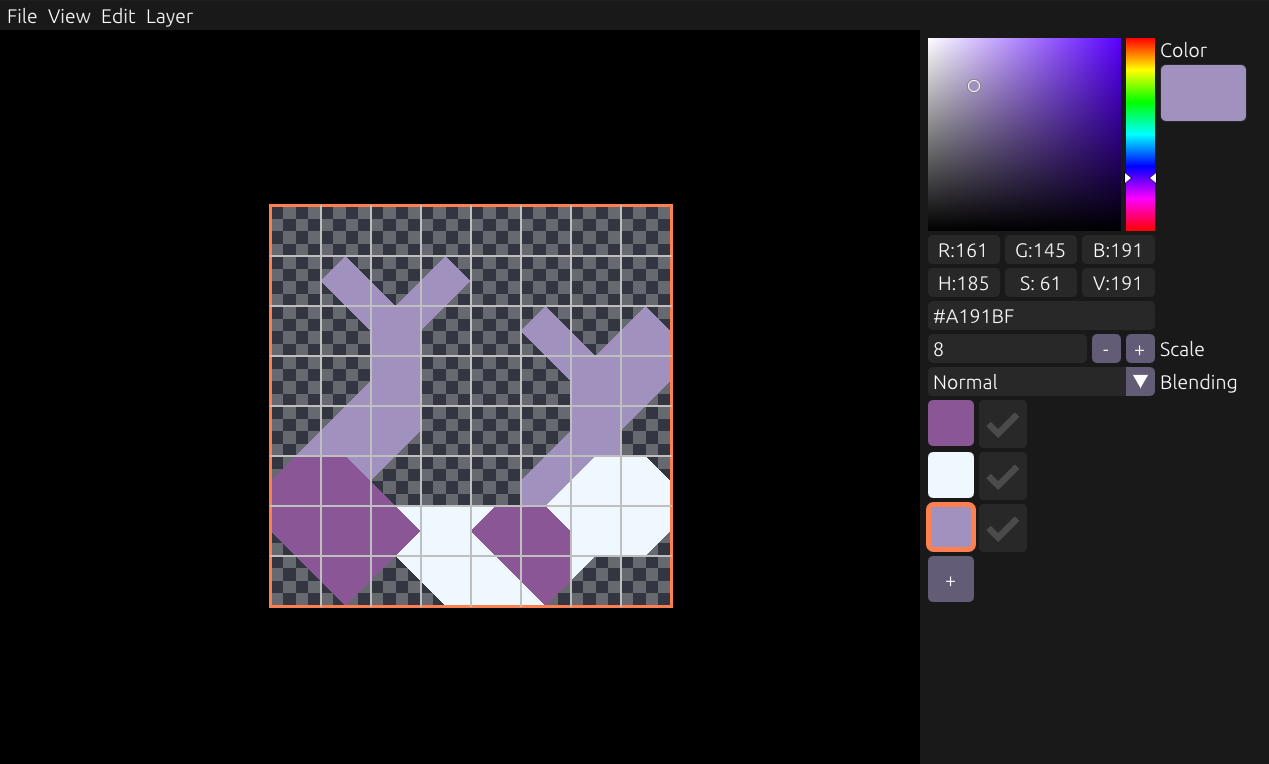 File View Edit Layer
Color
R:161 G:145 B:191
H:185 S: 61 V:191
#A191BF
8 - + Scale
Normal Blending
+